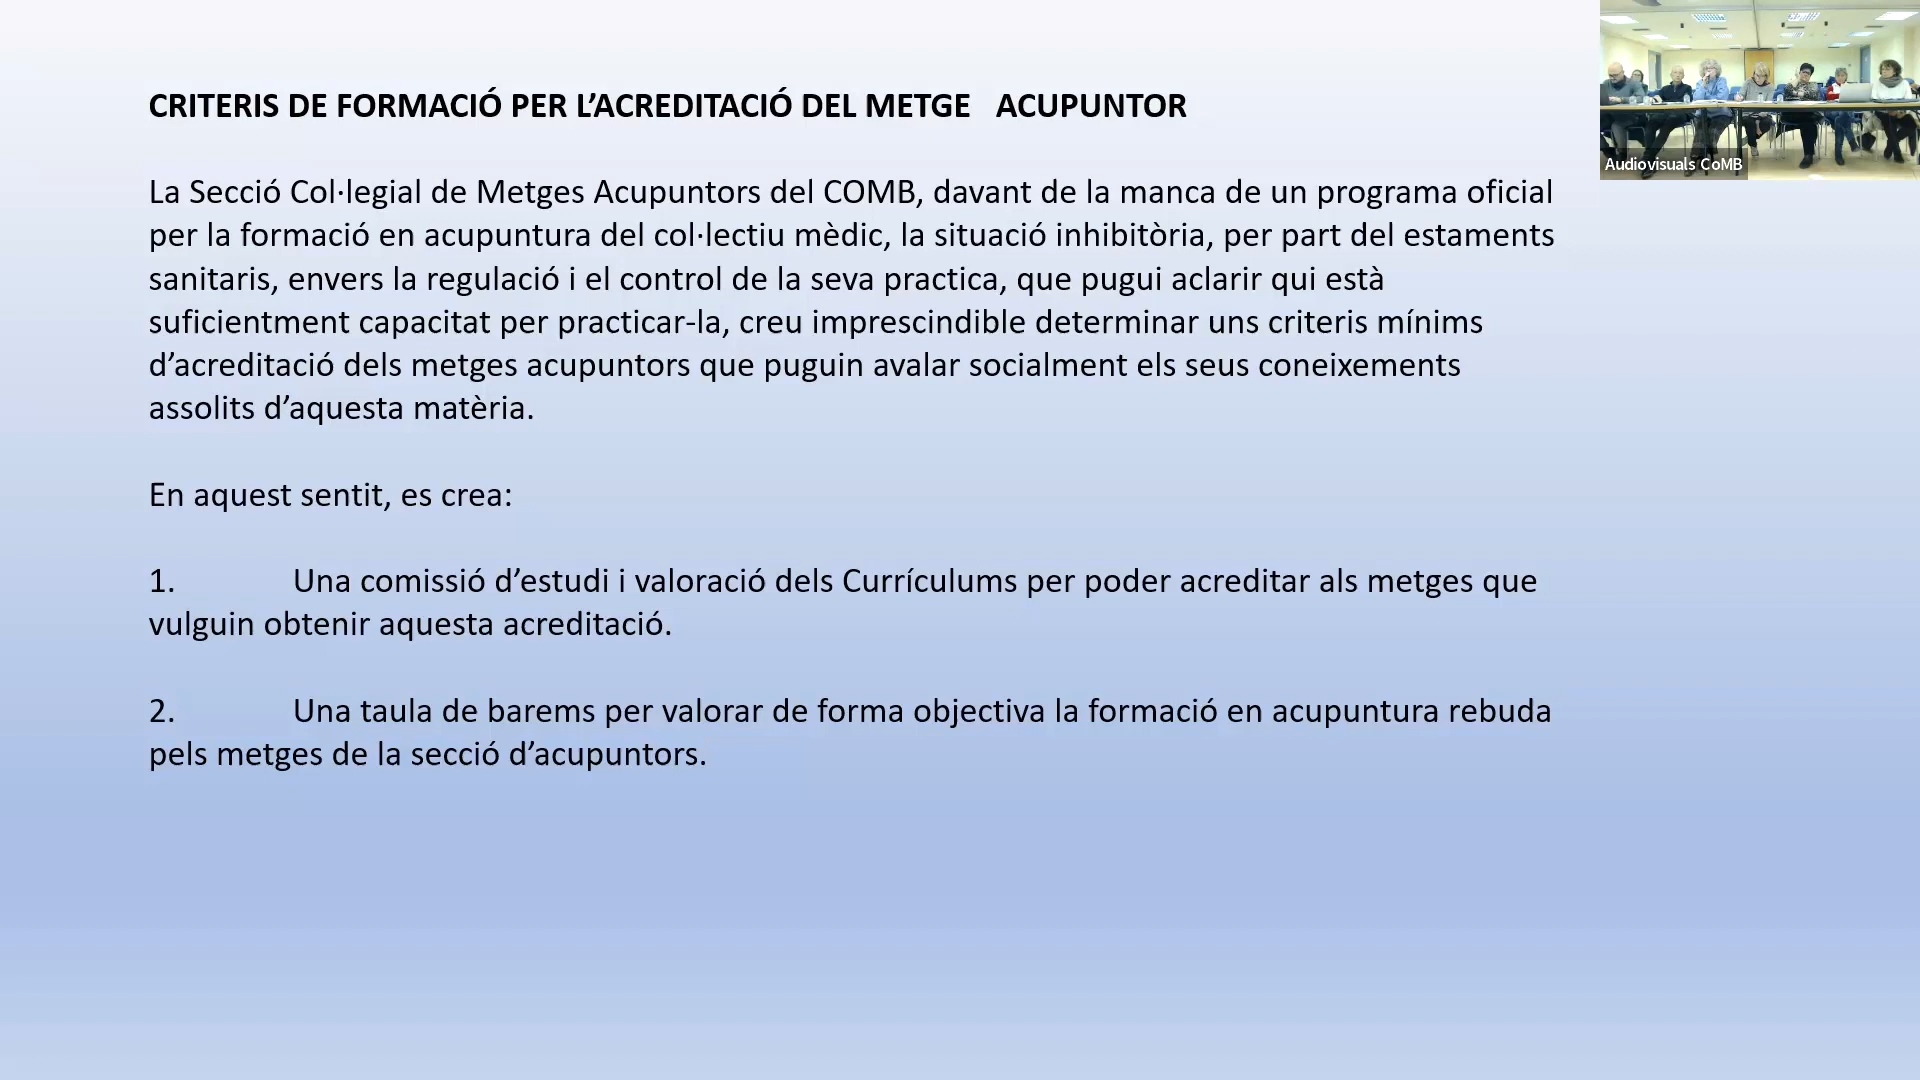 CRITERIS DE FORMACIÓ PER L’ACREDITACIÓ DEL METGE   ACUPUNTOR
La Secció Col·legial de Metges Acupuntors del COMB, davant de la manca de un programa oficial
per la formació en acupuntura del col·lectiu mèdic, la situació inhibitòria, per part del estaments
sanitaris, envers la regulació i el control de la seva practica, que pugui aclarir qui està
suficientment capacitat per practicar-la, creu imprescindible determinar uns criteris mínims
d’acreditació dels metges acupuntors que puguin avalar socialment els seus coneixements
assolits d’aquesta matèria.
En aquest sentit, es crea:
1. Una comissió d’estudi i valoració dels Currículums per poder acreditar als metges que
vulguin obtenir aquesta acreditació.
2. Una taula de barems per valorar de forma objectiva la formació en acupuntura rebuda
pels metges de la secció d’acupuntors.
Audiovisuals CoMB